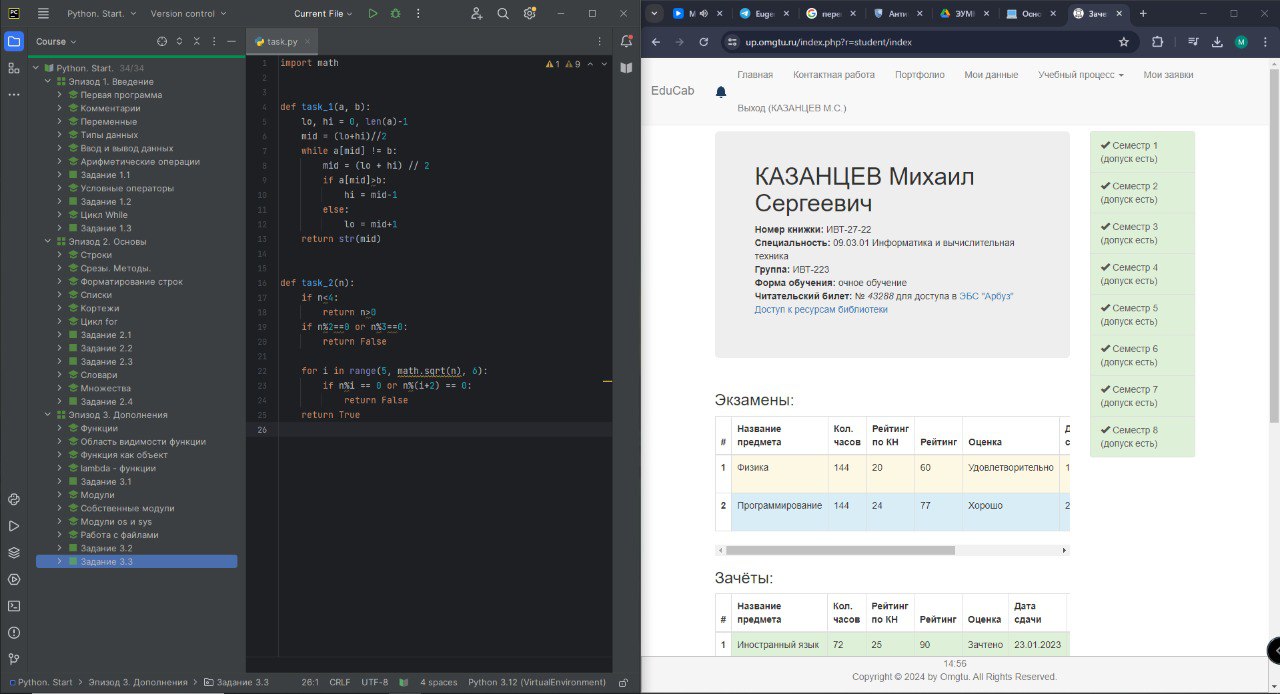 Python. Start.
Version control
Current File
Course
task.py
Python. Start. 34/34
Эпизод 1. Введение
Первая программа
Комментарии
Переменные
Типы данных
Ввод и вывод данных
Арифметические операции
Задание 1.1
Условные операторы
Задание 1.2
Цикл While
Задание 1.3
Эпизод 2. Основы
Строки
Срезы. Методы.
Форматирование строк
Списки
Кортежи
Цикл for
Задание 2.1
Задание 2.2
Задание 2.3
Словари
Множества
Задание 2.4
Эпизод 3. Дополнения
Функции
Область видимости функции
Функция как объект
lambda - функции
Задание 3.1
Модули
Собственные модули
Модули os и sys
Работа с файлами
Задание 3.2
Задание 3.3
1 import math
1 9
2
3
4 def task_1(a, b):
5 lo, hi = 0, len(a)-1
6 mid = (lo+hi)//2
7 while a[mid] != b:
8 mid = (lo + hi) // 2
9 if a[mid]>b:
10 hi = mid-1
11 else:
12 lo = mid+1
13 return str(mid)
14
15
16 def task_2(n):
17 if n<4:
18 return n>0
19 if n%2==0 or n%3==0:
20 return False
21
22 for i in range(5, math.sqrt(n), 6):
23 if n%i == 0 or n%(i+2) == 0:
24 return False
25 return True
26
Python. Start > Эпизод 3. Дополнения > Задание 3.3
26:1 CRLF UTF-8 4 spaces Python 3.12 (VirtualEnvironment)
М
Euger
пере
Анти
ЗУМ
Осно
Заче
up.omgtu.ru/index.php?r=student/index
M
EduCab
Главная Контактная работа Портфолио Мои данные Учебный процесс Мои заявки
Выход (КАЗАНЦЕВ М.С.)
КАЗАНЦЕВ Михаил
Сергеевич
Номер книжки: ИВТ-27-22
Специальность: 09.03.01 Информатика и вычислительная
техника
Группа: ИВТ-223
Форма обучения: очное обучение
Читательский билет: № 43288 для доступа в ЭБС "Арбуз"
Доступ к ресурсам библиотеки
Семестр 1
(допуск есть)
Семестр 2
(допуск есть)
Семестр 3
(допуск есть)
Семестр 4
(допуск есть)
Семестр 5
(допуск есть)
Семестр 6
(допуск есть)
Семестр 7
(допуск есть)
Семестр 8
(допуск есть)
Экзамены:
# Название предмета Кол. часов Рейтинг по КН Рейтинг Оценка Д с
1 Физика 144 20 60 Удовлетворительно 1
2 Программирование 144 24 77 Хорошо 2
Зачёты:
# Название предмета Кол. часов Рейтинг по КН Рейтинг Оценка Дата сдачи
1 Иностранный язык 72 25 90 Зачтено 23.01.2023
14:56
Copyright © 2024 by Omgtu. All Rights Reserved.